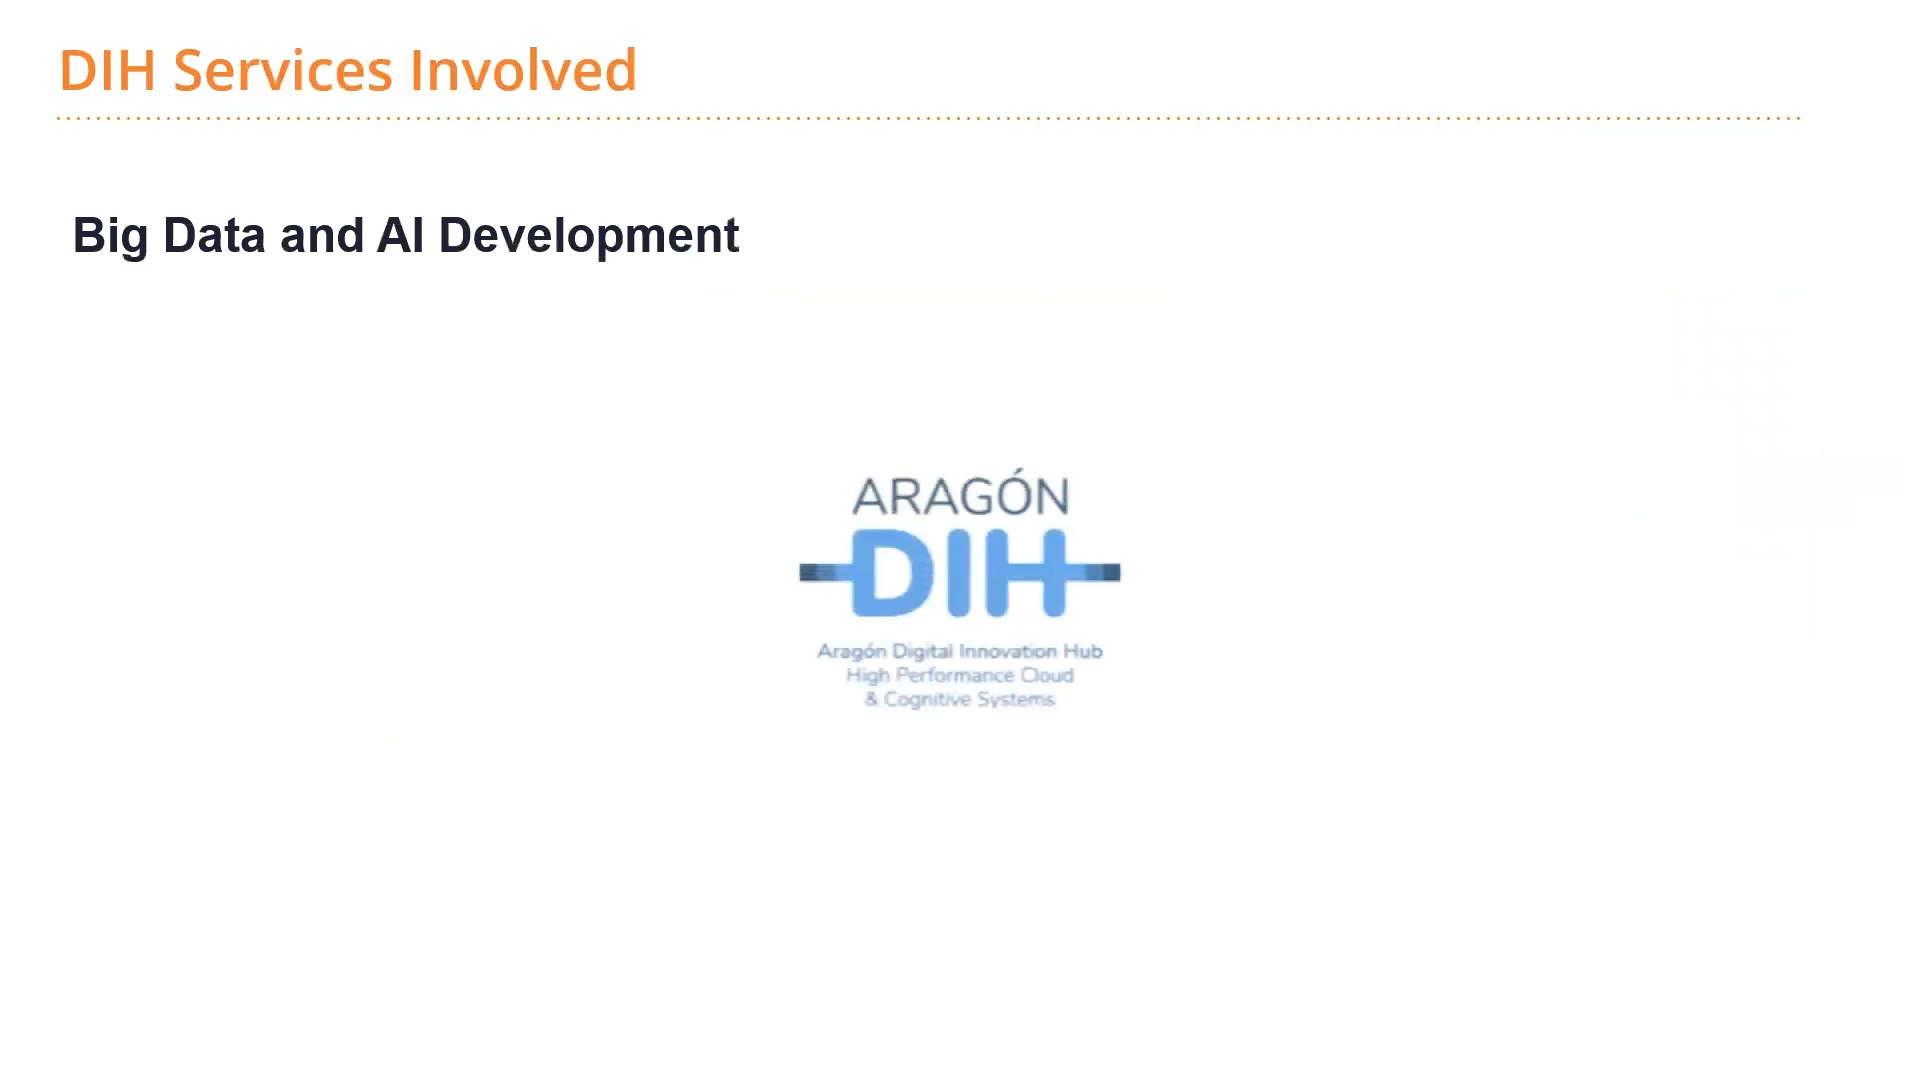 DIH Services Involved
Big Data and AI Development
ARAGÓN
DIH
Aragón Digital Innovation Hub
High Performance Cloud
& Cognitive Systems